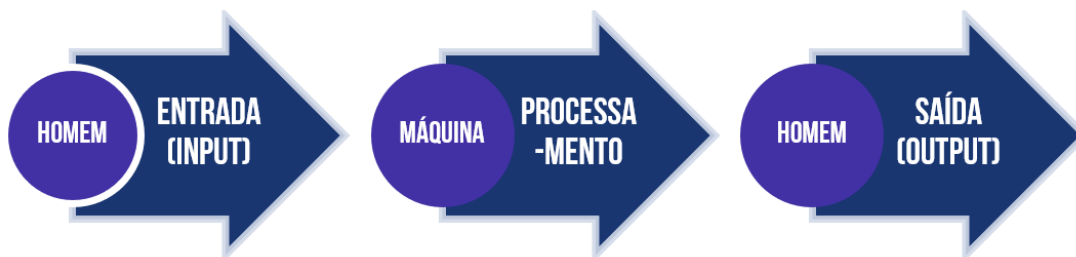 HOMEM
ENTRADA
(INPUT)
MÁQUINA
PROCESSA
-MENTO
HOMEM
SAÍDA
(OUTPUT)